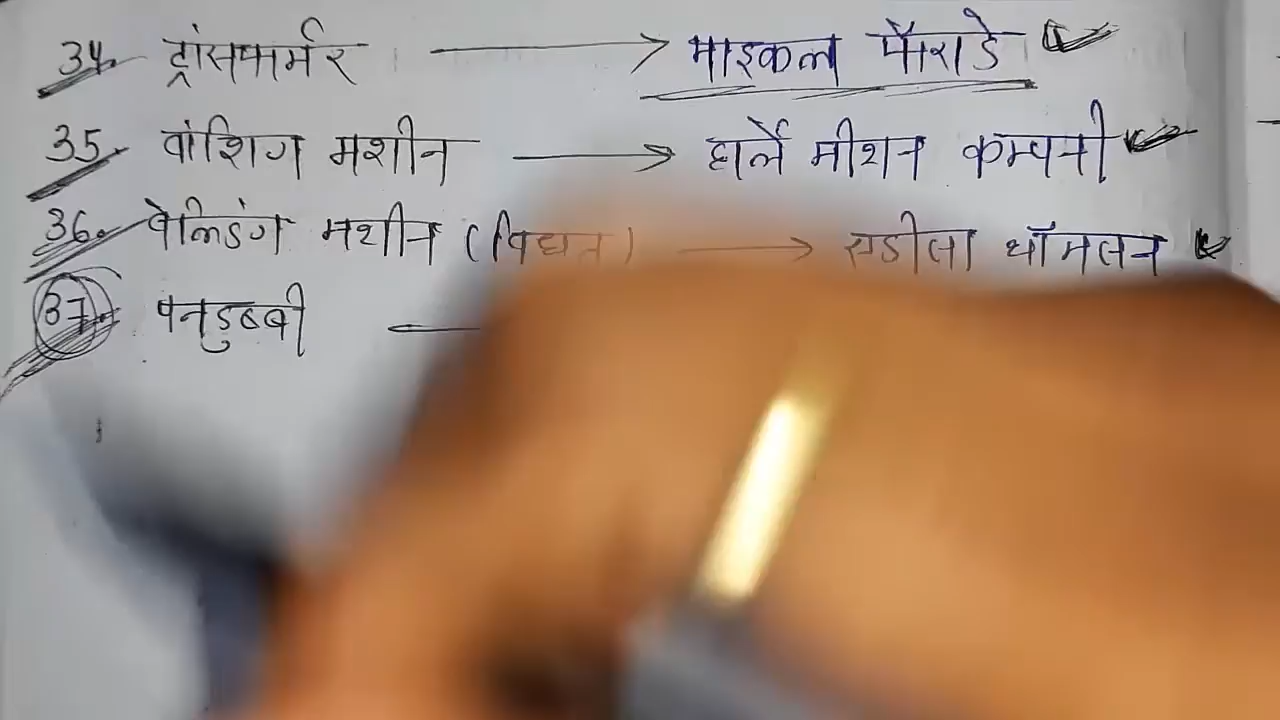 34. ट्रांसफार्मर → माइकल फॅराडे
35. वांशिग मशीन → हार्ले मीशन कम्पनी
36. वेल्डिंग मशीन (विद्युत) → एडीसा थॉमसन
37. पनडुब्बी